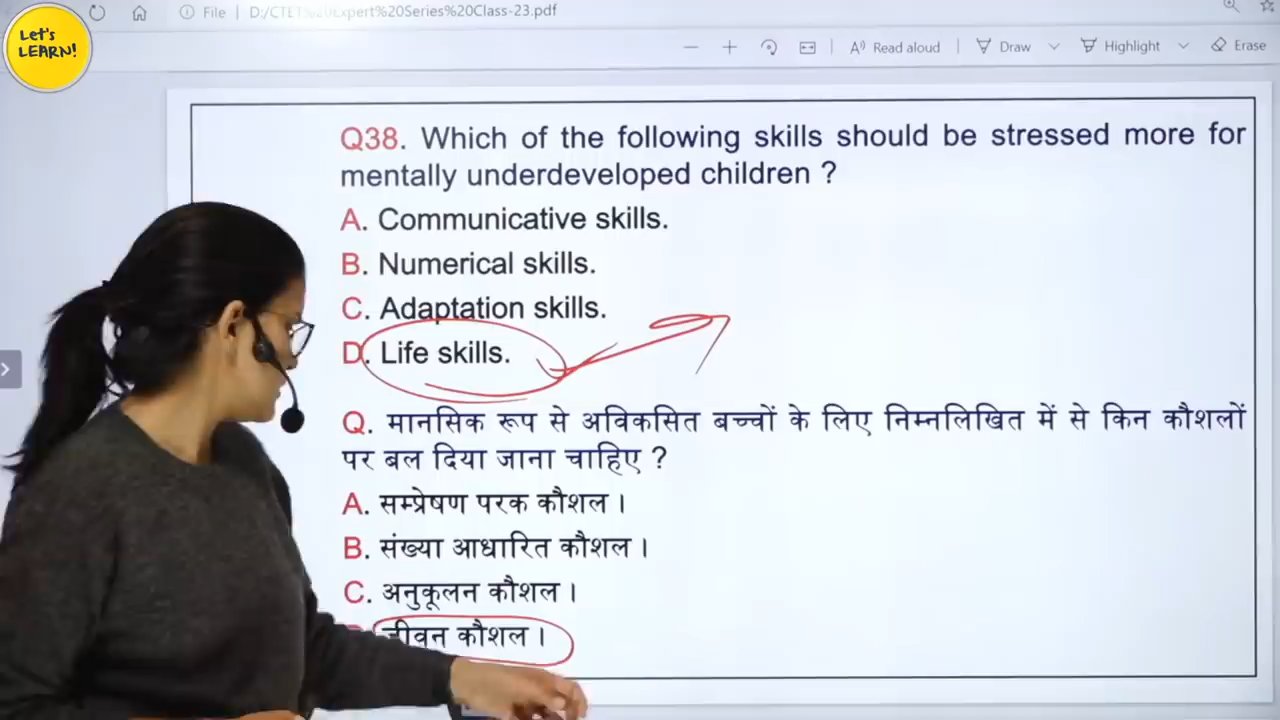 Let's
LEARN!
File | D:/CTET%20Expert%20Series%20Class-23.pdf
Read aloud
Draw
Highlight
Erase
Q38. Which of the following skills should be stressed more for
mentally underdeveloped children ?
A. Communicative skills.
B. Numerical skills.
C. Adaptation skills.
D. Life skills.
Q. मानसिक रूप से अविकसित बच्चों के लिए निम्नलिखित में से किन कौशलों
पर बल दिया जाना चाहिए ?
A. सम्प्रेषण परक कौशल ।
B. संख्या आधारित कौशल ।
C. अनुकूलन कौशल ।
जीवन कौशल ।